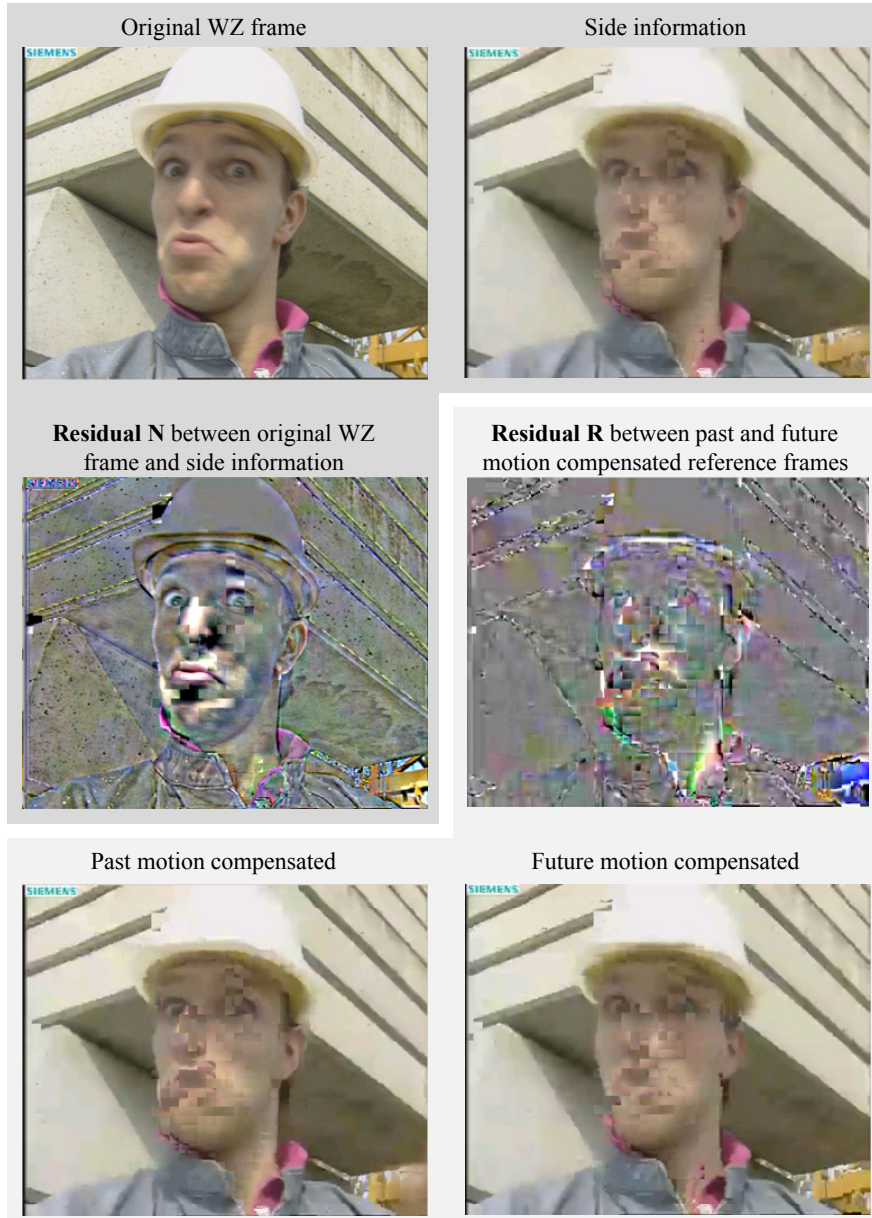 Original WZ frame
Side information
SIEMENS
SIEMENS
Residual N between original WZ
frame and side information
Residual R between past and future
motion compensated reference frames
SIEMENS
Past motion compensated
Future motion compensated
SIEMENS
SIEMENS